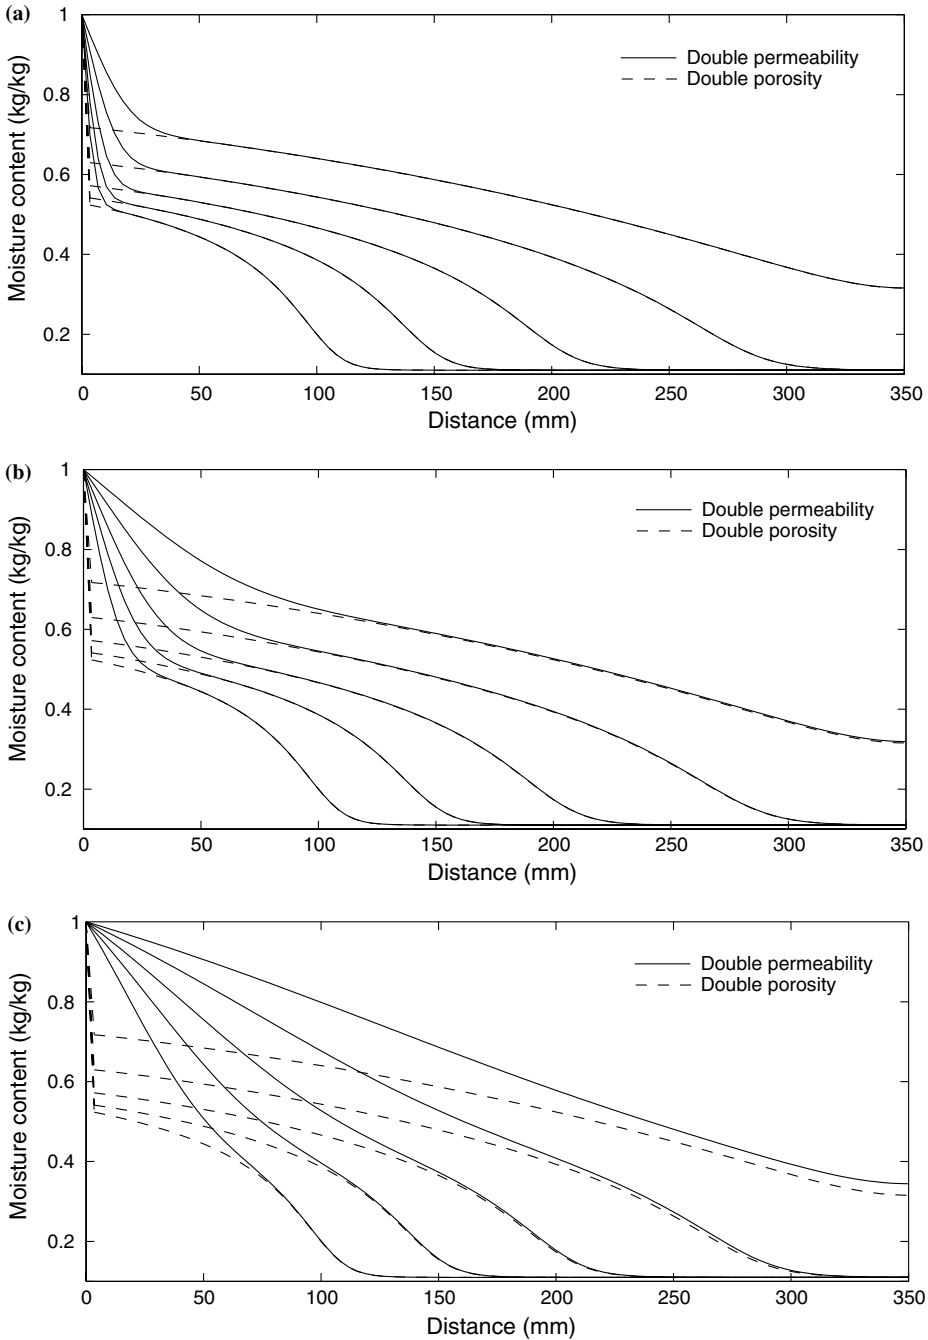 (a)
1
0.8
0.6
0.4
0.2
Moisture content (kg/kg)
Double permeability
Double porosity
0 50 100 150 200 250 300 350
Distance (mm)
(b)
1
0.8
0.6
0.4
0.2
Moisture content (kg/kg)
Double permeability
Double porosity
0 50 100 150 200 250 300 350
Distance (mm)
(c)
1
0.8
0.6
0.4
0.2
Moisture content (kg/kg)
Double permeability
Double porosity
0 50 100 150 200 250 300 350
Distance (mm)